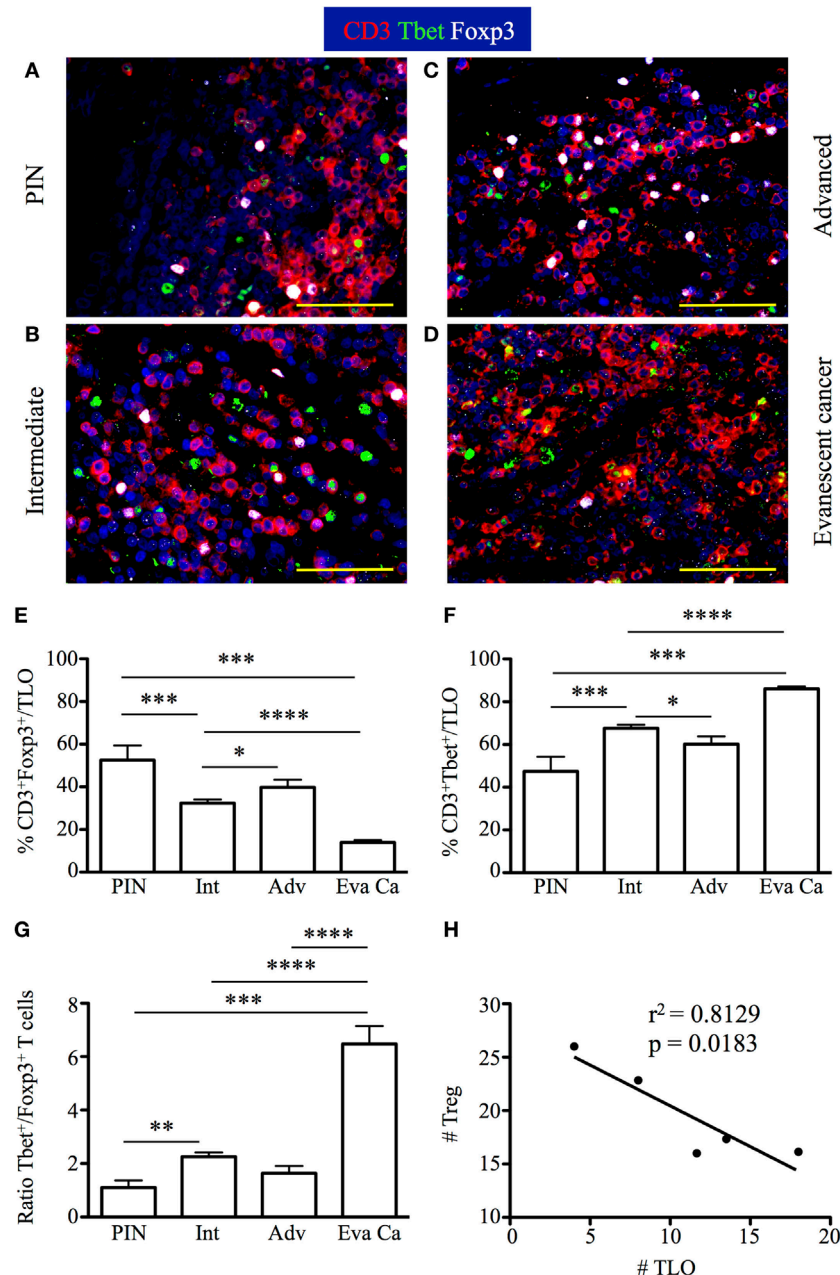 CD3 Tbet Foxp3
A
C
PIN
Advanced
B
D
Intermediate
Evanescent cancer
E
F
% CD3⁺Foxp3⁺/TLO
100
80
60
40
20
0
***
***
****
*
PIN Int Adv Eva Ca
% CD3⁺Tbet⁺/TLO
100
80
60
40
20
0
****
***
***
*
PIN Int Adv Eva Ca
G
H
Ratio Tbet⁺/Foxp3⁺ T cells
8
6
4
2
0
****
****
***
**
PIN Int Adv Eva Ca
# Treg
30
25
20
15
10
r² = 0.8129
p = 0.0183
0 5 10 15 20
# TLO